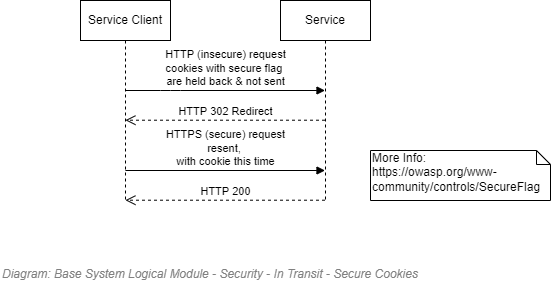 Service Client
Service
HTTP (insecure) request
cookies with secure flag
are held back & not sent
HTTP 302 Redirect
HTTPS (secure) request
resent,
with cookie this time
HTTP 200
More Info:
https://owasp.org/www-
community/controls/SecureFlag
Diagram: Base System Logical Module - Security - In Transit - Secure Cookies